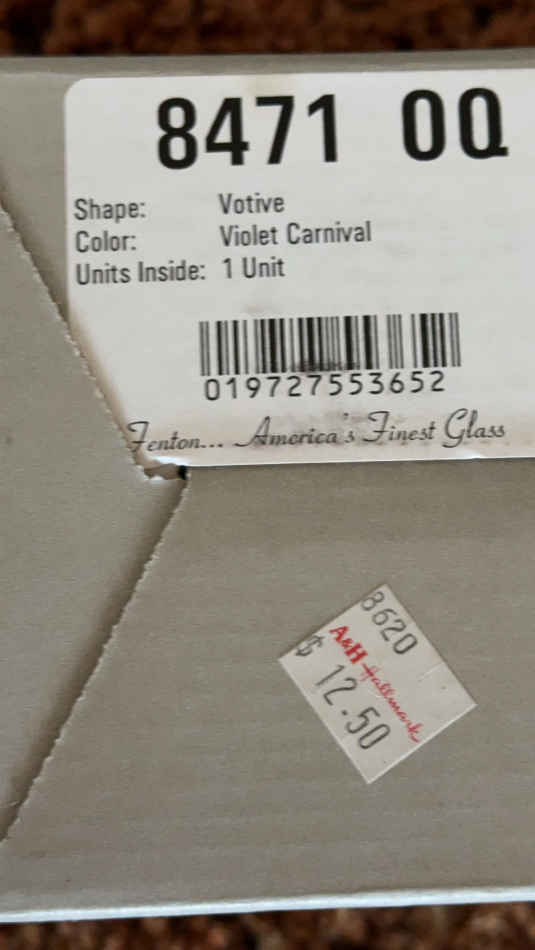 8471 OQ
Shape: Votive
Color: Violet Carnival
Units Inside: 1 Unit
019727553652
Fenton... America's Finest Glass
8620
A&H Hallmark
$ 12.50